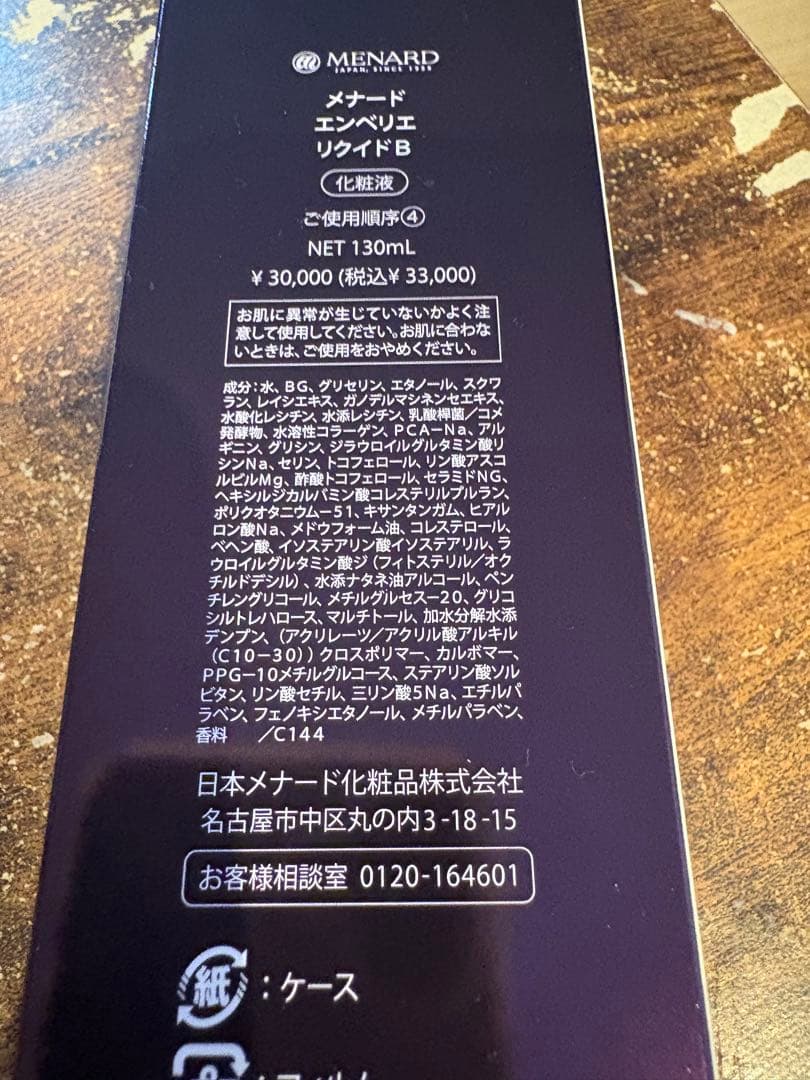 MENARD
JAPAN, SINCE 1959
メナード
エンベリエ
リクイドB
化粧液
ご使用順序④
NET 130mL
¥30,000(税込¥33,000)
お肌に異常が生じていないかよく注
意して使用してください。お肌に合わな
いときは、ご使用をおやめください。
成分:水、BG、グリセリン、エタノール、スクワ
ラン、レイシエキス、ガノデルマシネンセエキス、
水酸化レシチン、水添レシチン、乳酸桿菌/コメ
発酵物、水溶性コラーゲン、PCA-Na、アル
ギニン、グリシン、ジラウロイルグルタミン酸リ
シンNa、セリン、トコフェロール、リン酸アスコ
ルビルMg、酢酸トコフェロール、セラミドNG、
ヘキシルジカルバミン酸コレステリルプルラン、
ポリクオタニウム-51、キサンタンガム、ヒアル
ロン酸Na、メドウフォーム油、コレステロール、
ベヘン酸、イソステアリン酸イソステアリル、ラ
ウロイルグルタミン酸ジ(フィトステリル/オク
チルドデシル)、水添ナタネ油アルコール、ペン
チレングリコール、メチルグルセス-20、グリコ
シルトレハロース、マルチトール、加水分解水添
デンプン、(アクリレーツ/アクリル酸アルキル
(C10-30))クロスポリマー、カルボマー、
PPG-10メチルグルコース、ステアリン酸ソル
ビタン、リン酸セチル、三リン酸5Na、エチルパ
ラベン、フェノキシエタノール、メチルパラベン、
香料 /C144
日本メナード化粧品株式会社
名古屋市中区丸の内3-18-15
お客様相談室 0120-164601
紙:ケース